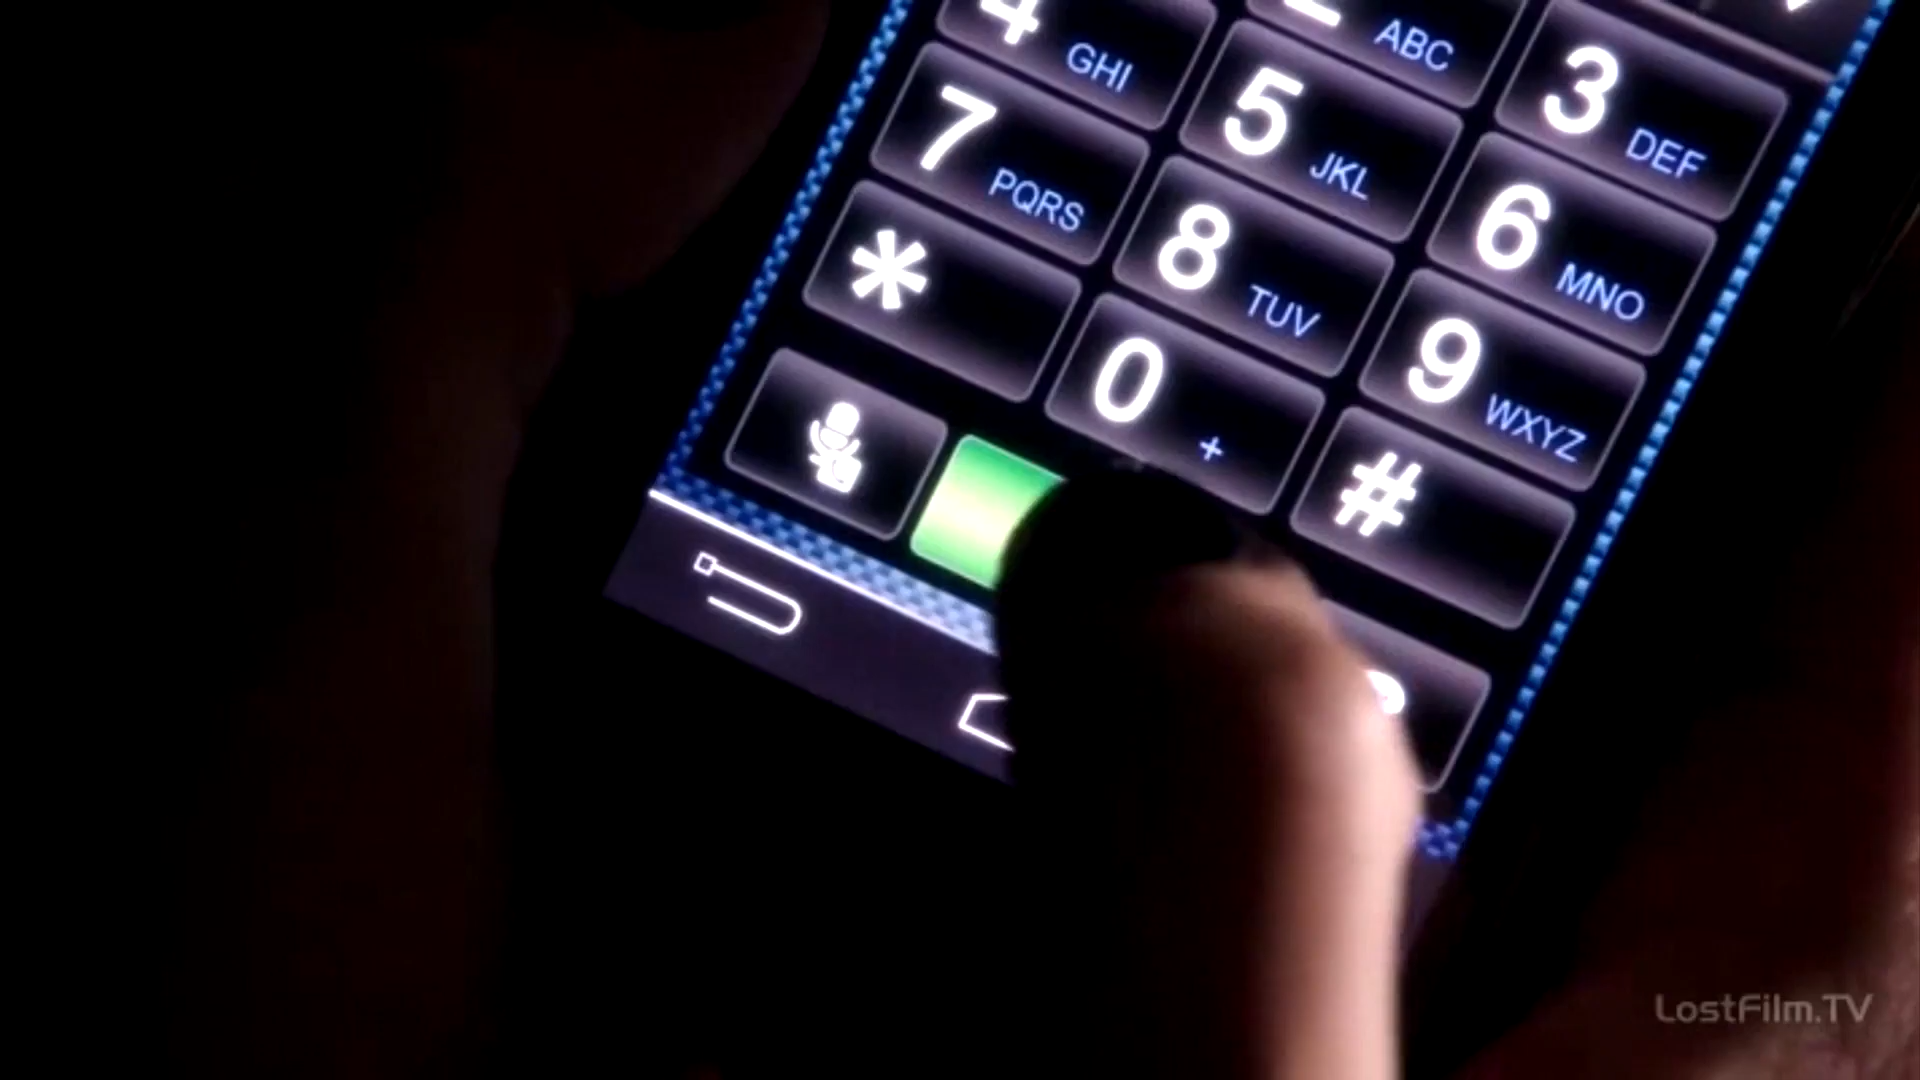 ABC
3 DEF
4 GHI
5 JKL
6 MNO
7 PQRS
8 TUV
9 WXYZ
*
0 +
#
LostFilm.TV